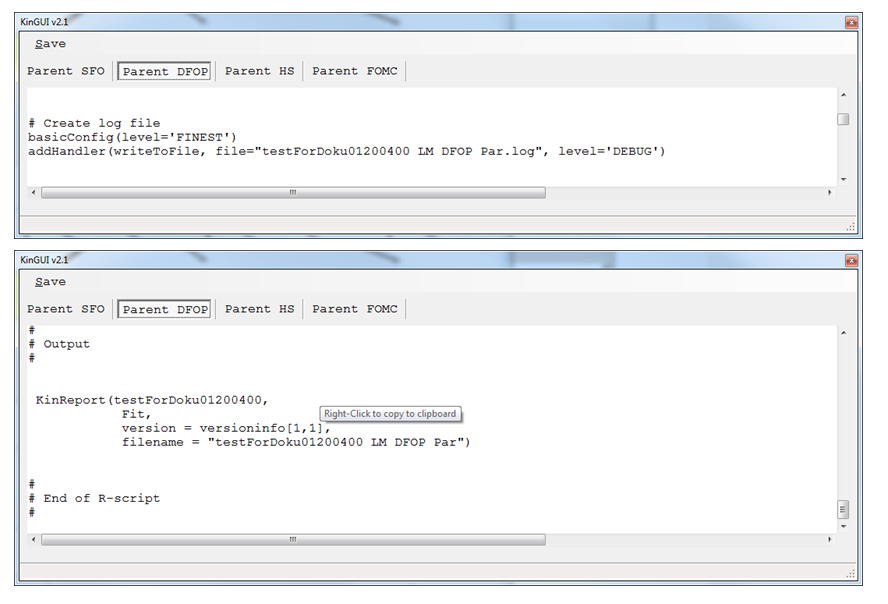 KinGUI v2.1
Save
Parent SFO Parent DFOP Parent HS Parent FOMC
# Create log file
basicConfig(level='FINEST')
addHandler(writeToFile, file="testForDoku01200400 LM DFOP Par.log", level='DEBUG')
KinGUI v2.1
Save
Parent SFO Parent DFOP Parent HS Parent FOMC
#
# Output
#
KinReport(testForDoku01200400,
Fit,
Right-Click to copy to clipboard
version = versioninfo[1,1],
filename = "testForDoku01200400 LM DFOP Par")
#
# End of R-script
#